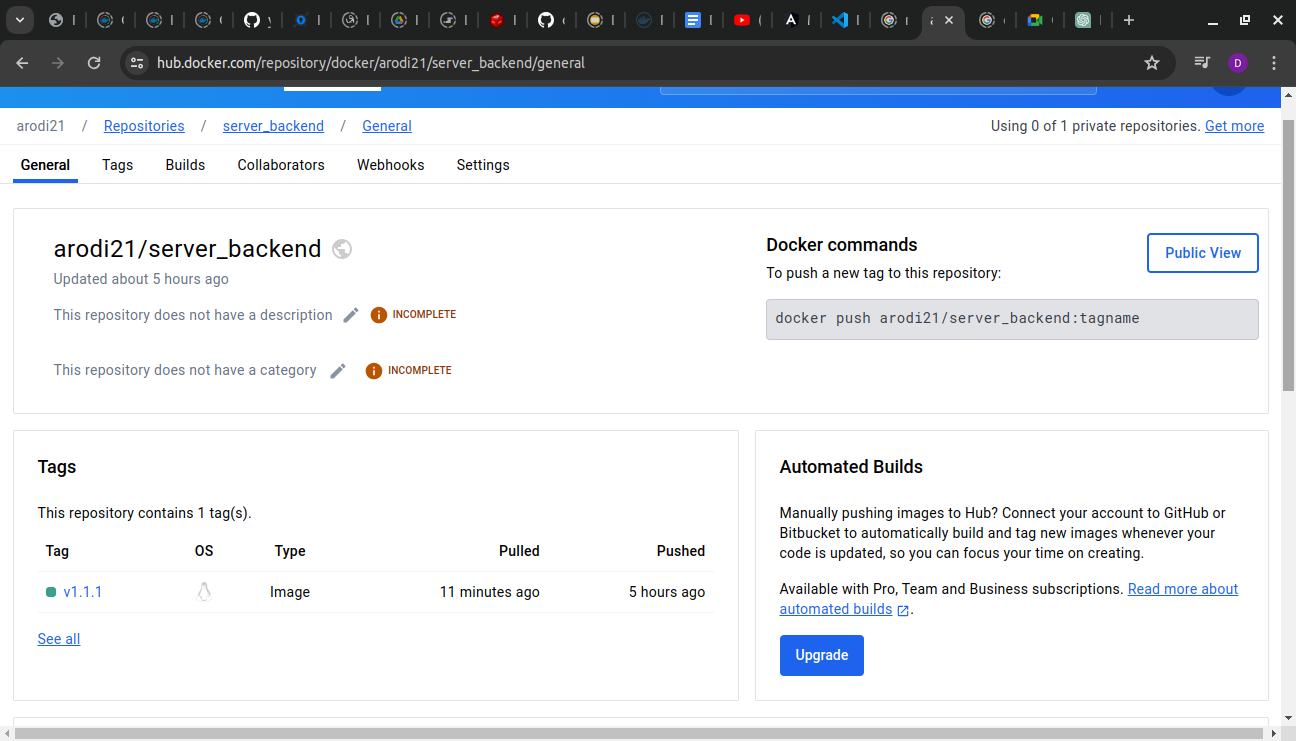 hub.docker.com/repository/docker/arodi21/server_backend/general
D
arodi21 / Repositories / server_backend / General
Using 0 of 1 private repositories. Get more
General Tags Builds Collaborators Webhooks Settings
arodi21/server_backend
Updated about 5 hours ago
This repository does not have a description INCOMPLETE
This repository does not have a category INCOMPLETE
Docker commands
Public View
To push a new tag to this repository:
docker push arodi21/server_backend:tagname
Tags
This repository contains 1 tag(s).
Tag OS Type Pulled Pushed
v1.1.1 Image 11 minutes ago 5 hours ago
See all
Automated Builds
Manually pushing images to Hub? Connect your account to GitHub or
Bitbucket to automatically build and tag new images whenever your
code is updated, so you can focus your time on creating.
Available with Pro, Team and Business subscriptions. Read more about
automated builds .
Upgrade